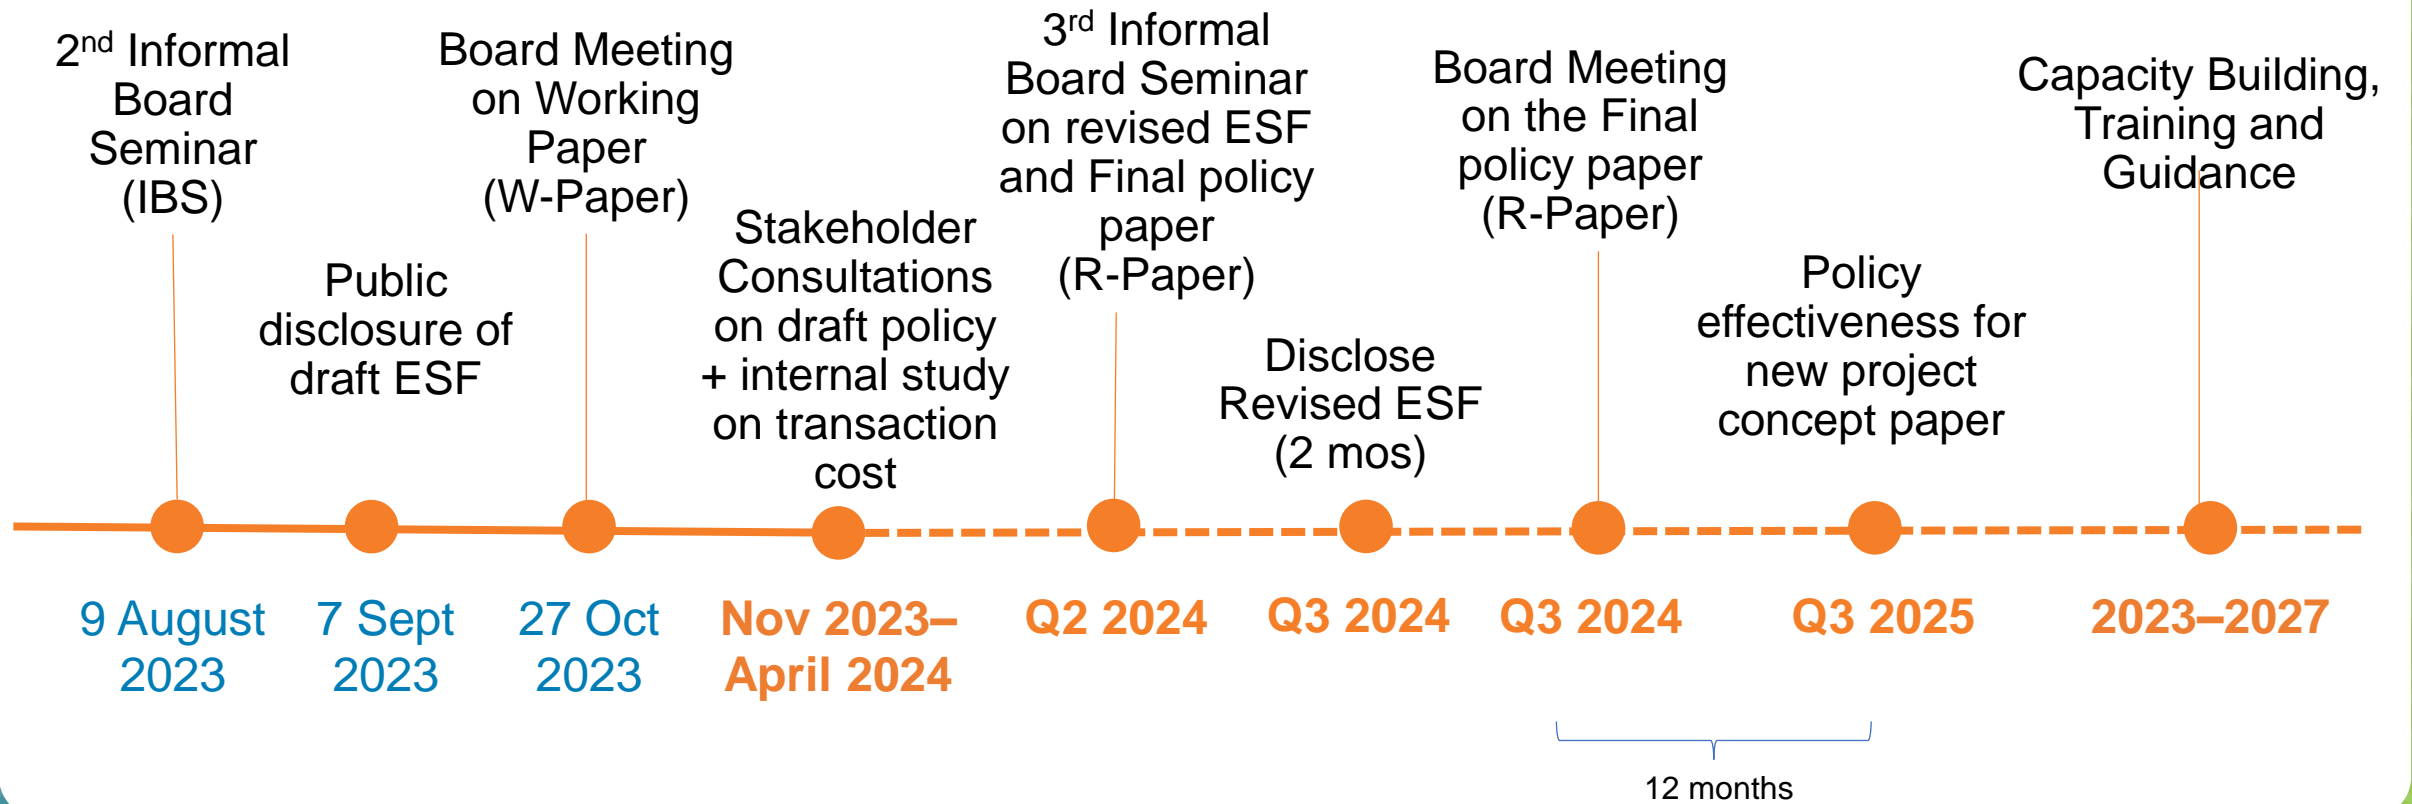 2nd Informal
Board
Seminar
(IBS)
Public
disclosure of
draft ESF
Board Meeting
on Working
Paper
(W-Paper)
Stakeholder
Consultations
on draft policy
+ internal study
on transaction
cost
3rd Informal
Board Seminar
on revised ESF
and Final policy
paper
(R-Paper)
Disclose
Revised ESF
(2 mos)
Board Meeting
on the Final
policy paper
(R-Paper)
Policy
effectiveness for
new project
concept paper
Capacity Building,
Training and
Guidance
9 August
2023
7 Sept
2023
27 Oct
2023
Nov 2023–
April 2024
Q2 2024
Q3 2024
Q3 2024
Q3 2025
2023–2027
12 months